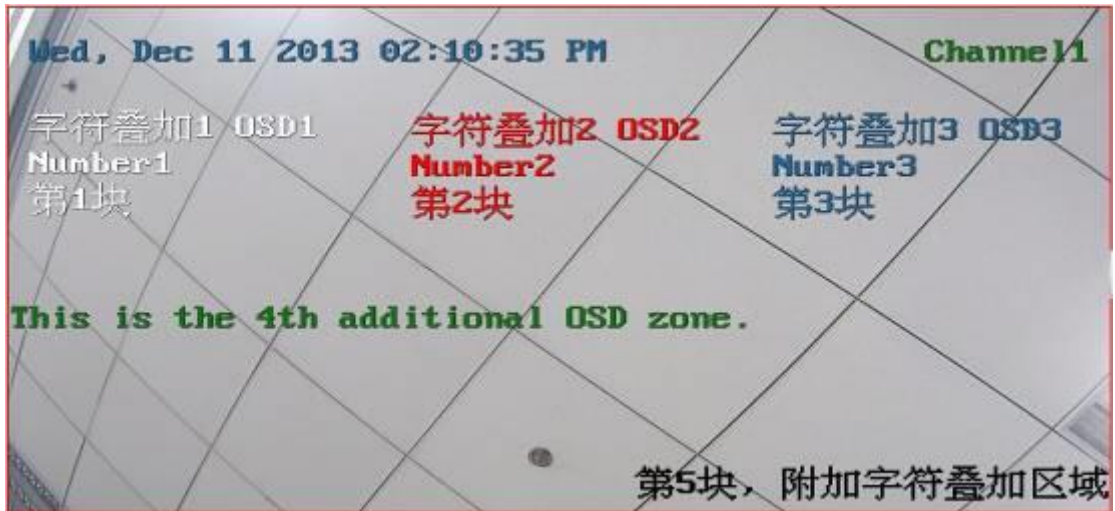 Wed, Dec 11 2013 02:10:35 PM
Channel1
字符叠加1 OSD1
Number1
第1块
字符叠加2 OSD2
Number2
第2块
字符叠加3 OSD3
Number3
第3块
This is the 4th additional OSD zone.
第5块，附加字符叠加区域